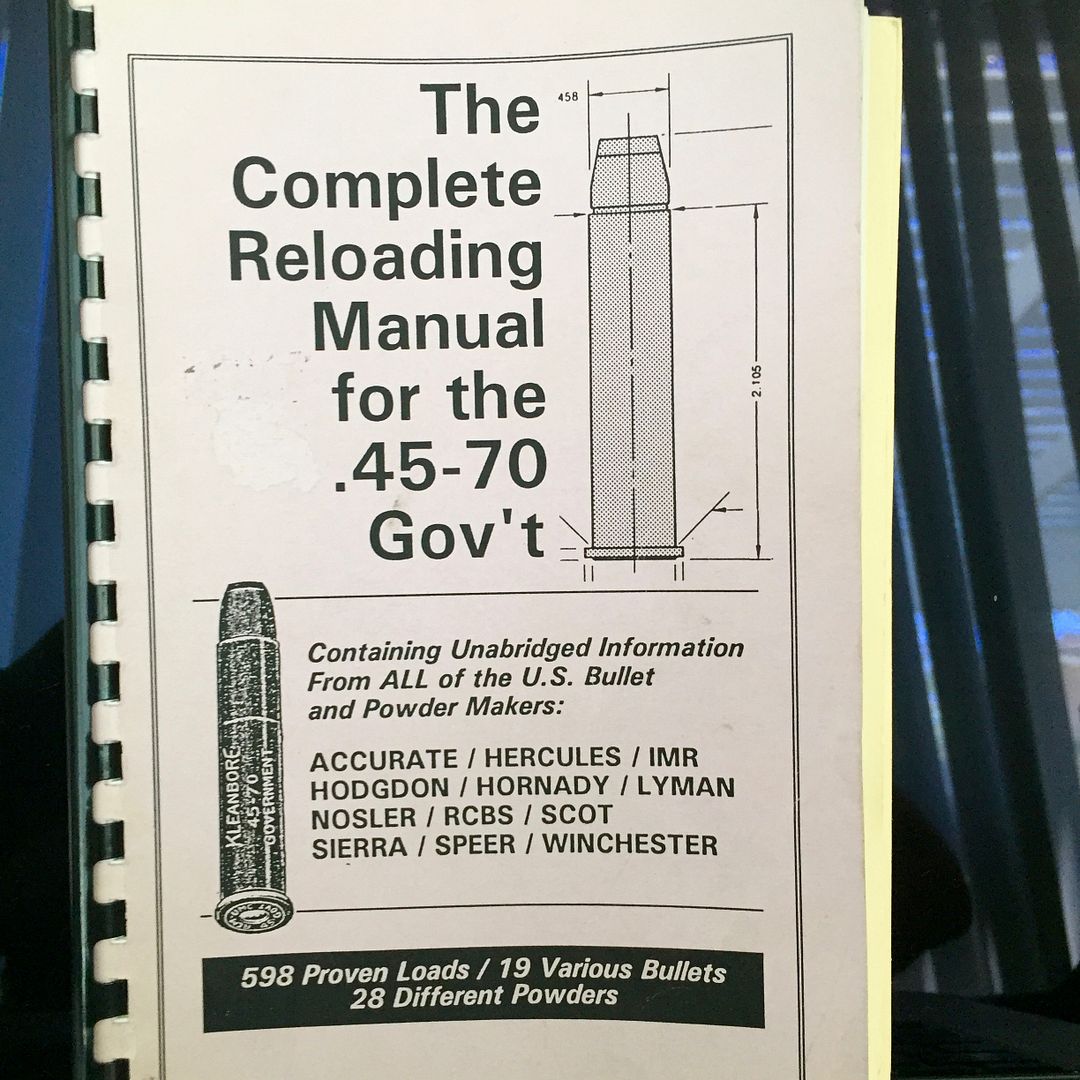 The
Complete
Reloading
Manual
for the
.45-70
Gov't
458
2.105
KLEANBORE
45-70
GOVERNMENT
Containing Unabridged Information
From ALL of the U.S. Bullet
and Powder Makers:
ACCURATE / HERCULES / IMR
HODGDON / HORNADY / LYMAN
NOSLER / RCBS / SCOT
SIERRA / SPEER / WINCHESTER
598 Proven Loads / 19 Various Bullets
28 Different Powders